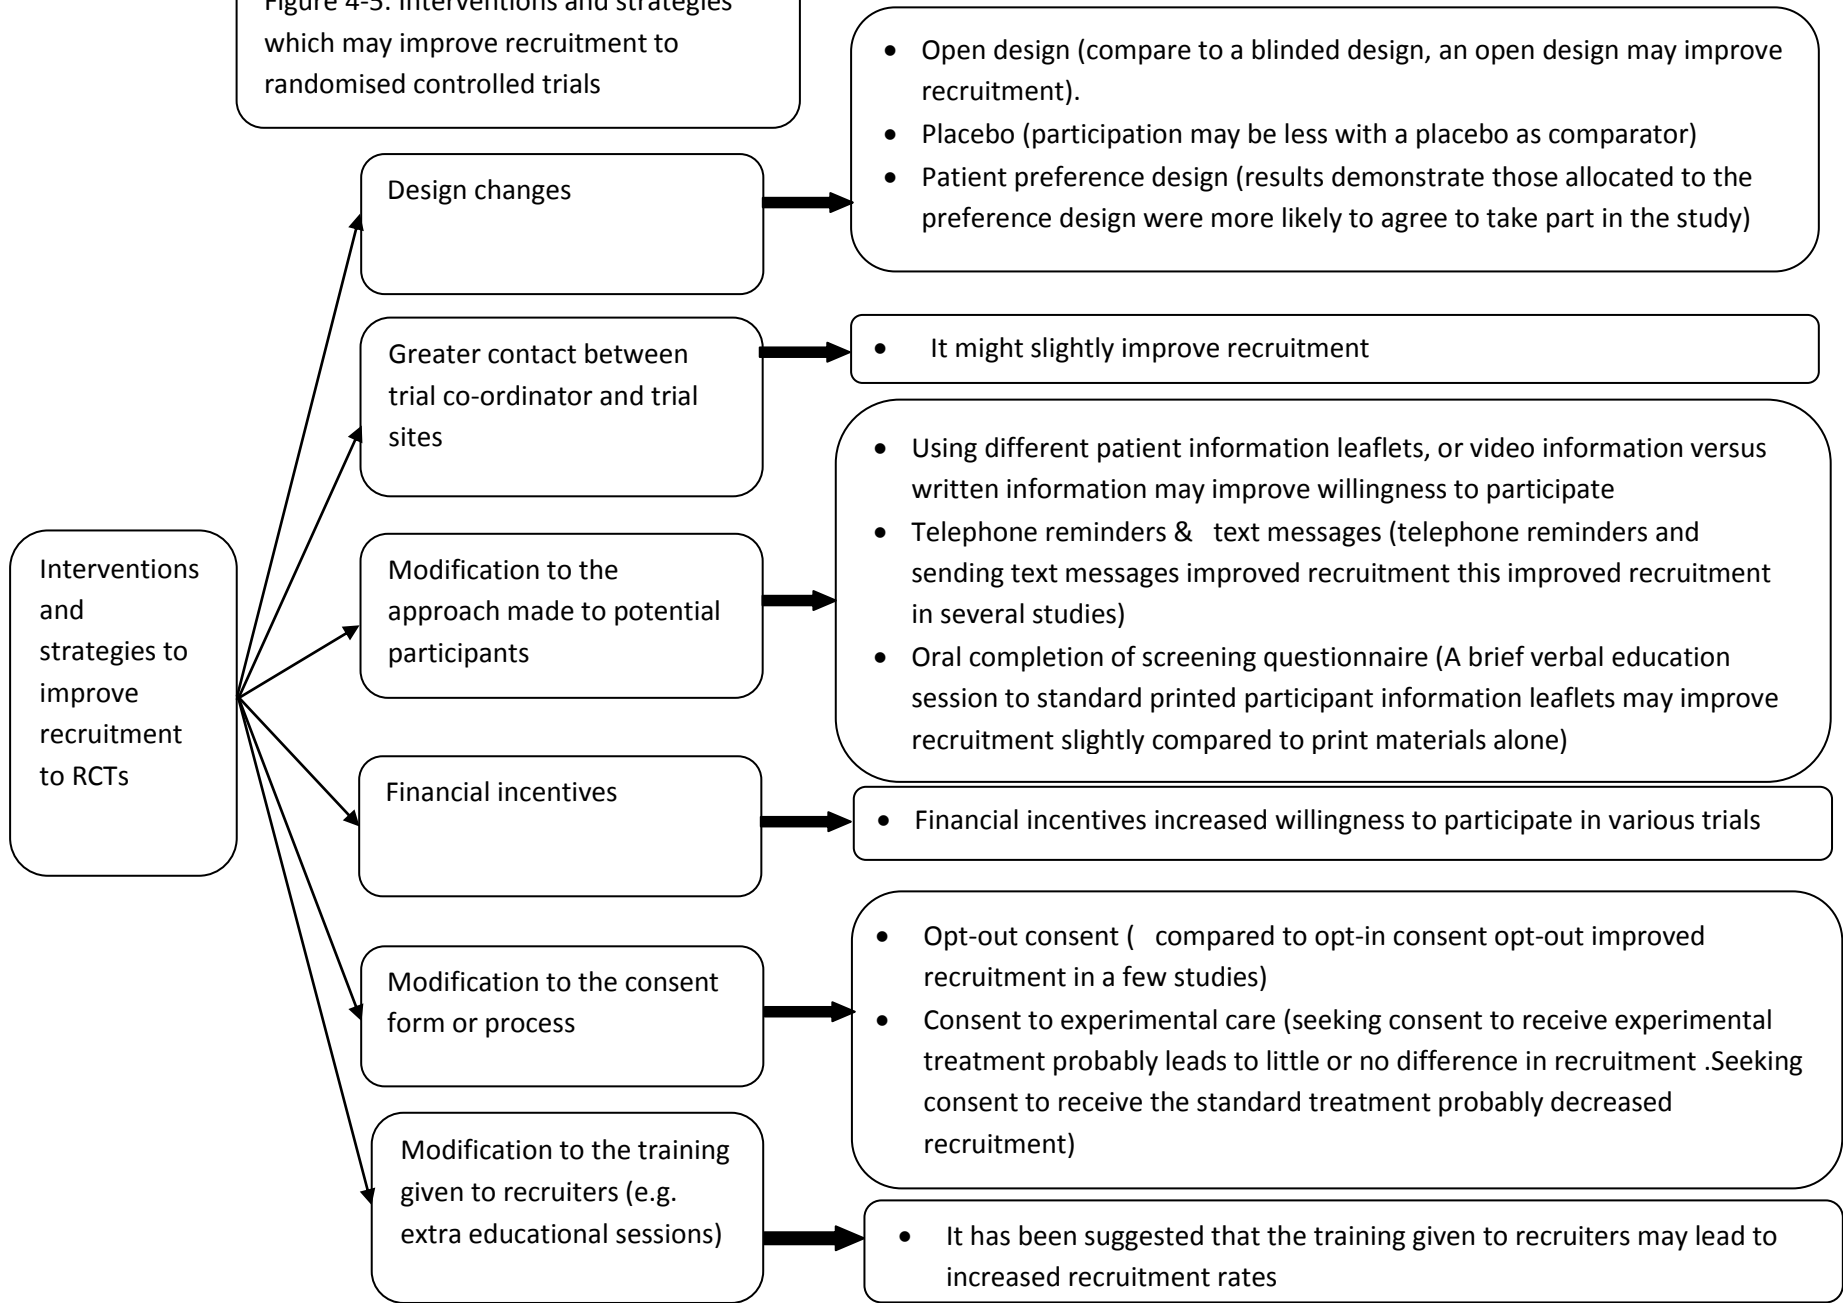 Figure 4-5: Interventions and strategies
which may improve recruitment to
randomised controlled trials
Interventions
and
strategies to
improve
recruitment
to RCTs
Design changes
• Open design (compare to a blinded design, an open design may improve
recruitment).
• Placebo (participation may be less with a placebo as comparator)
• Patient preference design (results demonstrate those allocated to the
preference design were more likely to agree to take part in the study)
Greater contact between
trial co-ordinator and trial
sites
• It might slightly improve recruitment
Modification to the
approach made to potential
participants
• Using different patient information leaflets, or video information versus
written information may improve willingness to participate
• Telephone reminders & text messages (telephone reminders and
sending text messages improved recruitment this improved recruitment
in several studies)
• Oral completion of screening questionnaire (A brief verbal education
session to standard printed participant information leaflets may improve
recruitment slightly compared to print materials alone)
Financial incentives
• Financial incentives increased willingness to participate in various trials
Modification to the consent
form or process
• Opt-out consent ( compared to opt-in consent opt-out improved
recruitment in a few studies)
• Consent to experimental care (seeking consent to receive experimental
treatment probably leads to little or no difference in recruitment .Seeking
consent to receive the standard treatment probably decreased
recruitment)
Modification to the training
given to recruiters (e.g.
extra educational sessions)
• It has been suggested that the training given to recruiters may lead to
increased recruitment rates